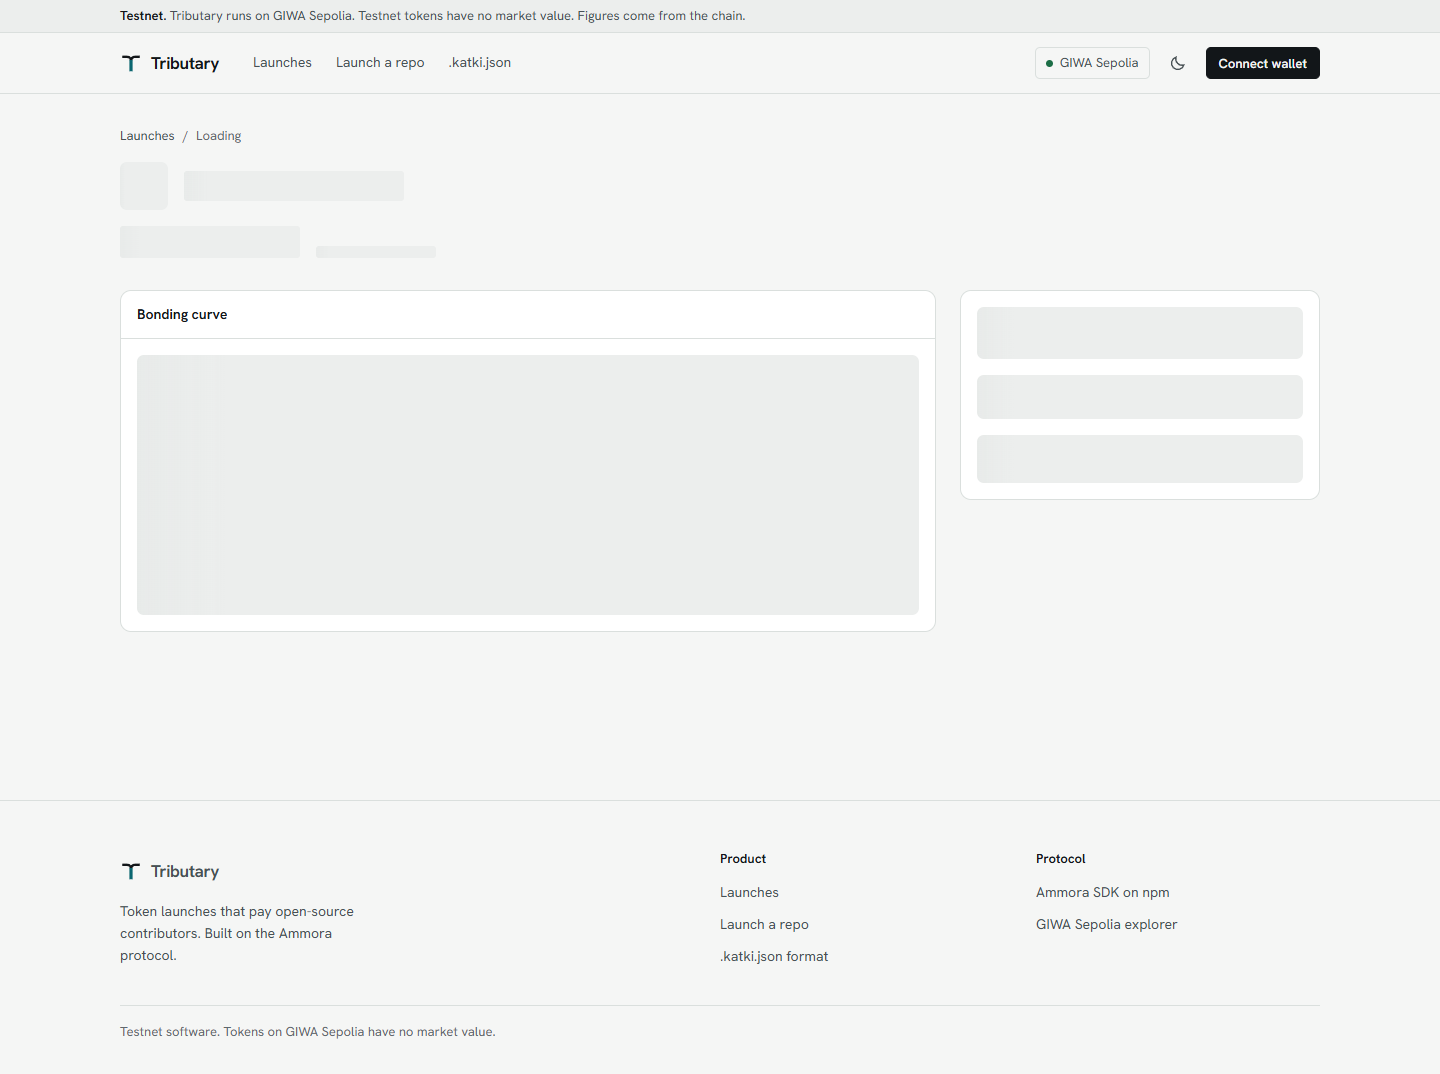 Testnet. Tributary runs on GIWA Sepolia. Testnet tokens have no market value. Figures come from the chain.
Tributary
Launches
Launch a repo
.katki.json
GIWA Sepolia
Connect wallet
Launches / Loading
Bonding curve
Tributary
Token launches that pay open-source
contributors. Built on the Ammora
protocol.
Product
Launches
Launch a repo
.katki.json format
Protocol
Ammora SDK on npm
GIWA Sepolia explorer
Testnet software. Tokens on GIWA Sepolia have no market value.